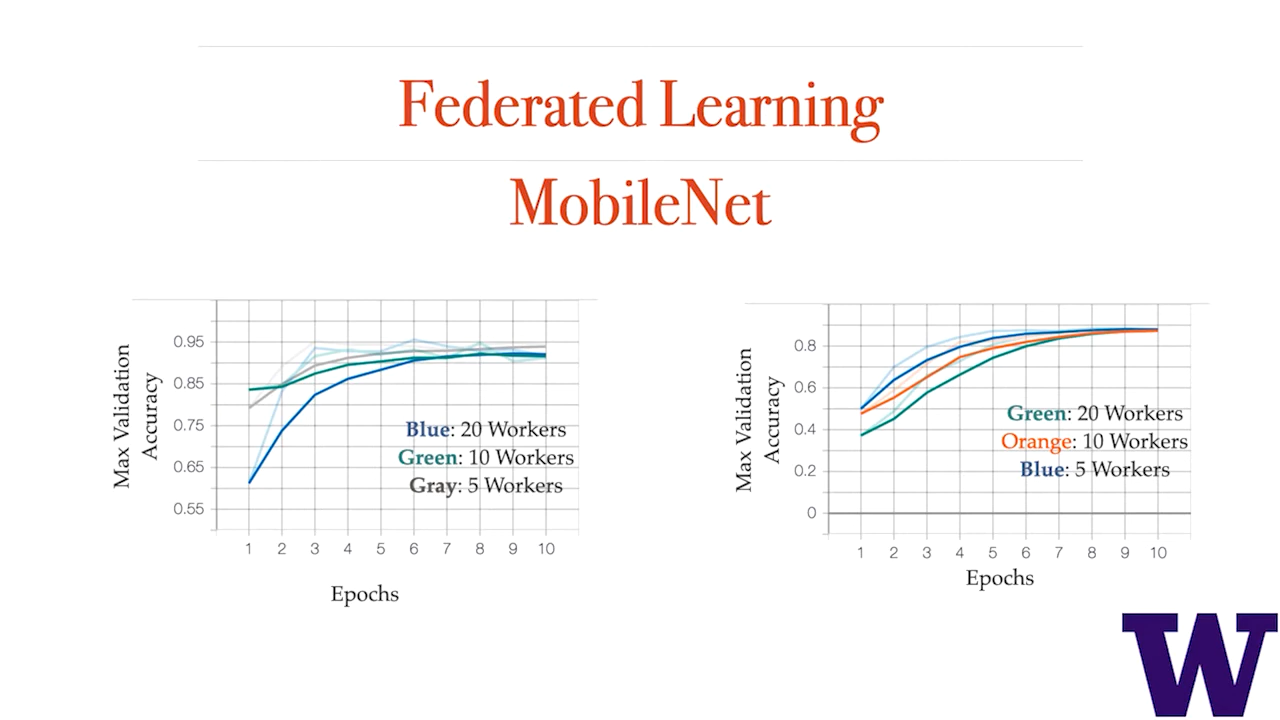 Federated Learning
MobileNet
Max Validation
Accuracy
0.95
0.85
0.75
0.65
0.55
Blue: 20 Workers
Green: 10 Workers
Gray: 5 Workers
1 2 3 4 5 6 7 8 9 10
Epochs
Max Validation
Accuracy
0.8
0.6
0.4
0.2
0
Green: 20 Workers
Orange: 10 Workers
Blue: 5 Workers
1 2 3 4 5 6 7 8 9 10
Epochs
W